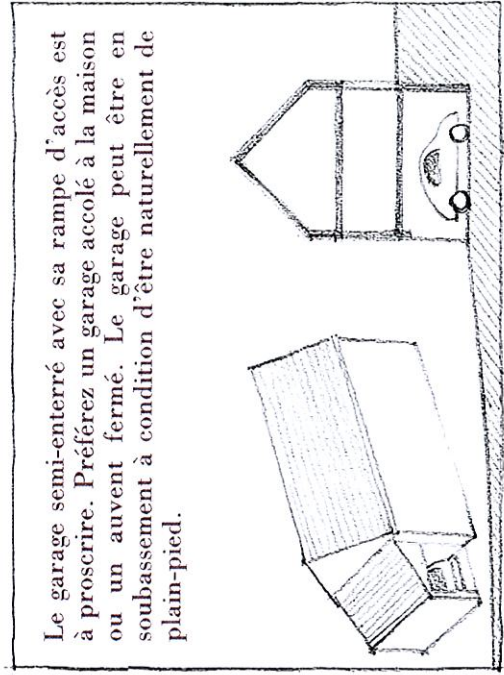 Le garage semi-enterré avec sa rampe d'accès est
à proscrire. Préférez un garage accolé à la maison
ou un auvent fermé. Le garage peut être en
soubassement à condition d'être naturellement de
plain-pied.